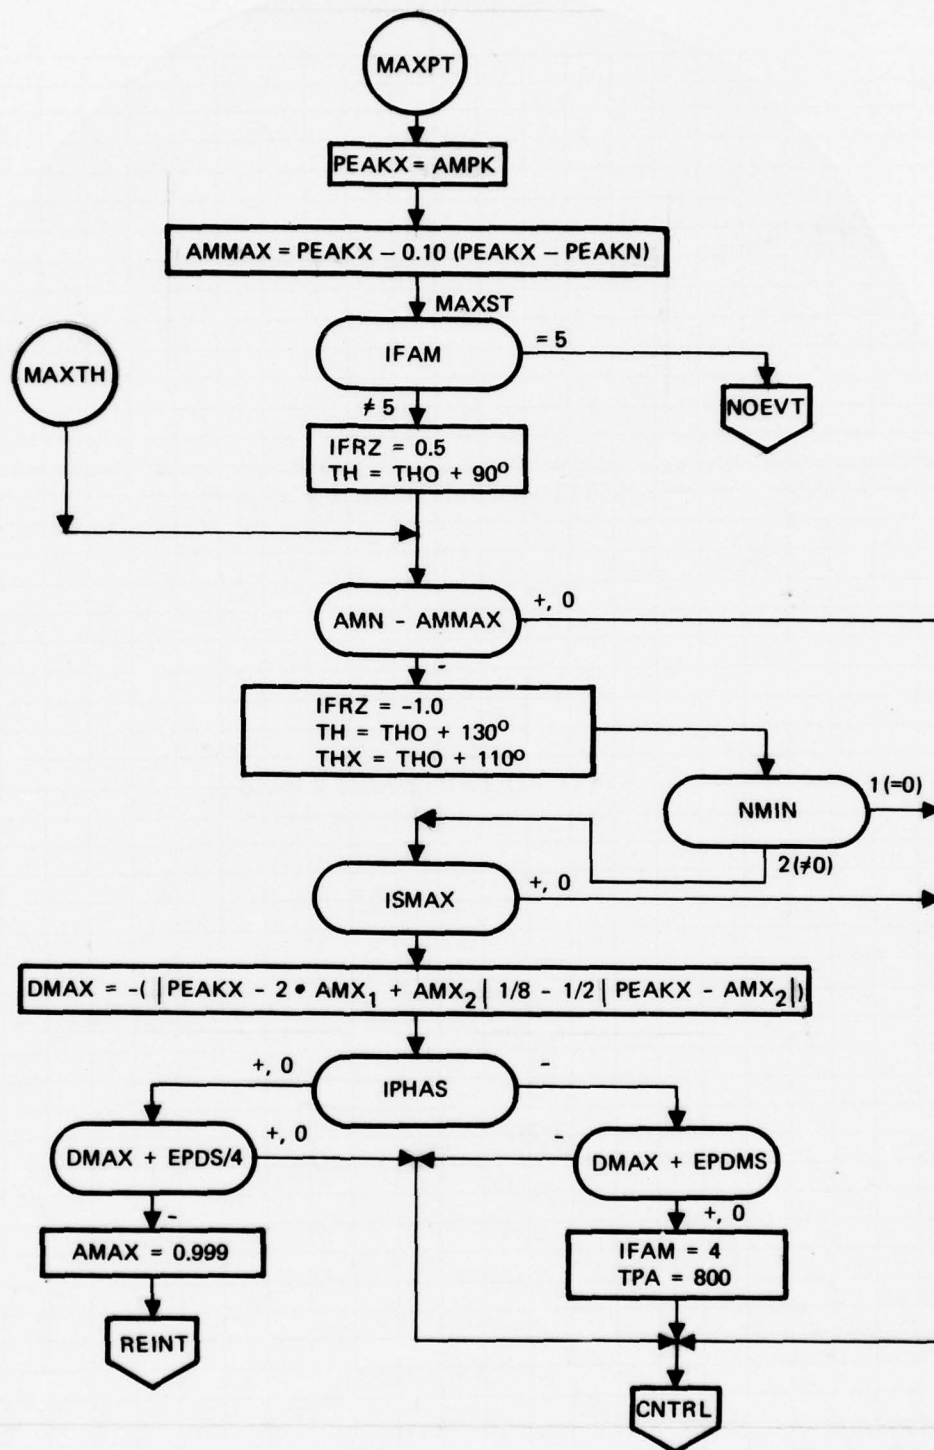 MAXPT
PEAKX = AMPK
AMMAX = PEAKX – 0.10 (PEAKX – PEAKN)
MAXST
IFAM
= 5
MAXTH
NOEVT
≠ 5
IFRZ = 0.5
TH = THO + 90º
AMN - AMMAX
+, 0
-
IFRZ = -1.0
TH = THO + 130º
THX = THO + 110º
NMIN
1 (=0)
2 (≠0)
ISMAX
+, 0
DMAX = -( | PEAKX - 2 • AMX₁ + AMX₂ | 1/8 - 1/2 | PEAKX - AMX₂ | )
IPHAS
+, 0
-
DMAX + EPDS/4
+, 0
-
DMAX + EPDMS
-
+, 0
AMAX = 0.999
IFAM = 4
TPA = 800
REINT
CNTRL